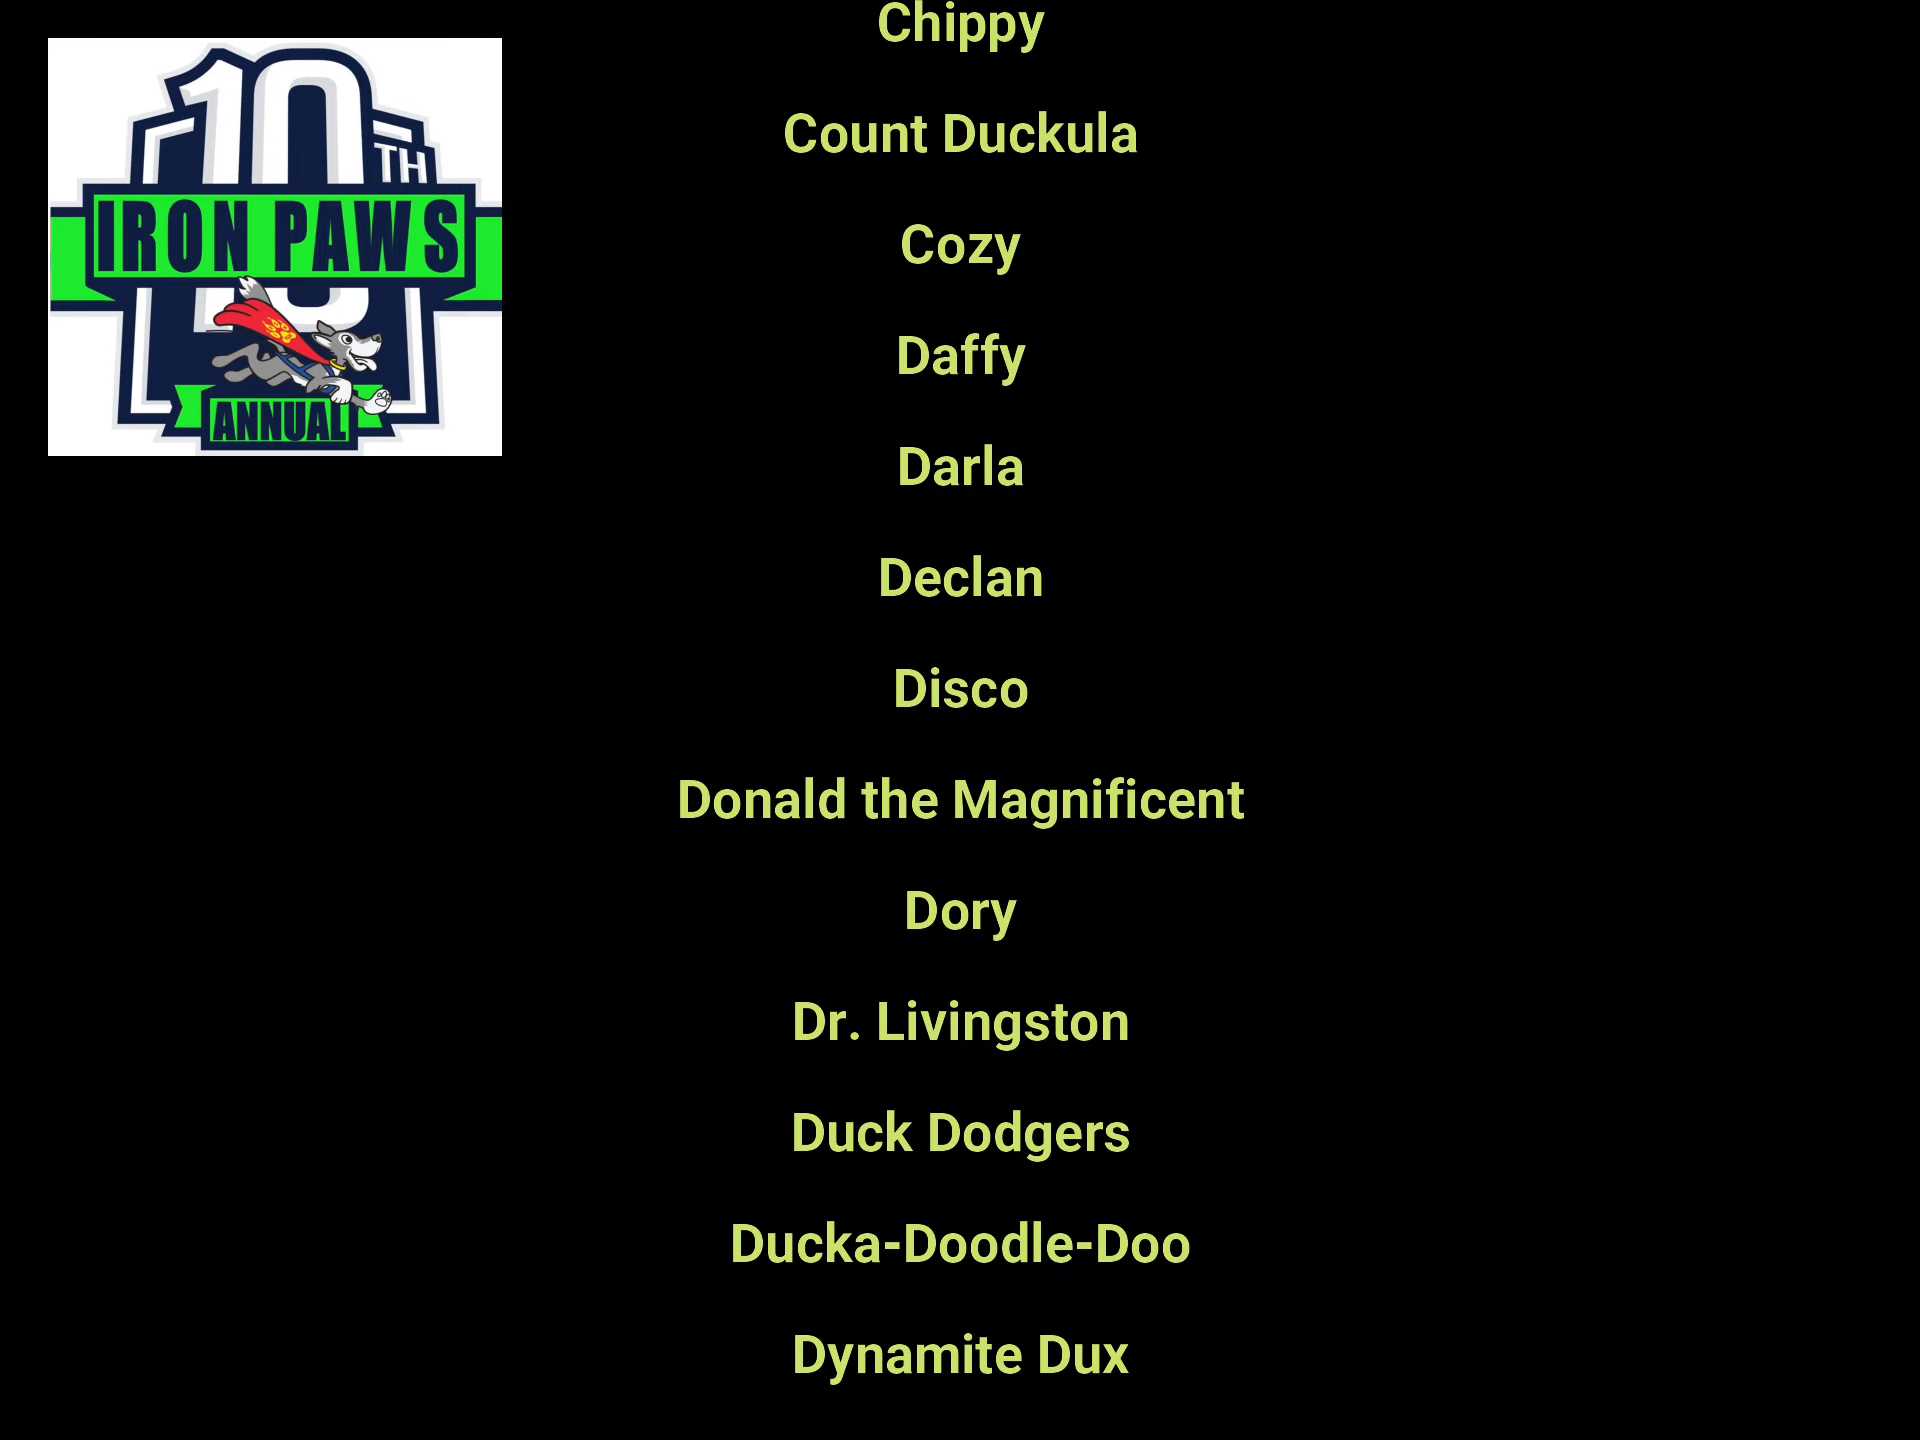 10TH
IRON PAWS
ANNUAL
Chippy
Count Duckula
Cozy
Daffy
Darla
Declan
Disco
Donald the Magnificent
Dory
Dr. Livingston
Duck Dodgers
Ducka-Doodle-Doo
Dynamite Dux